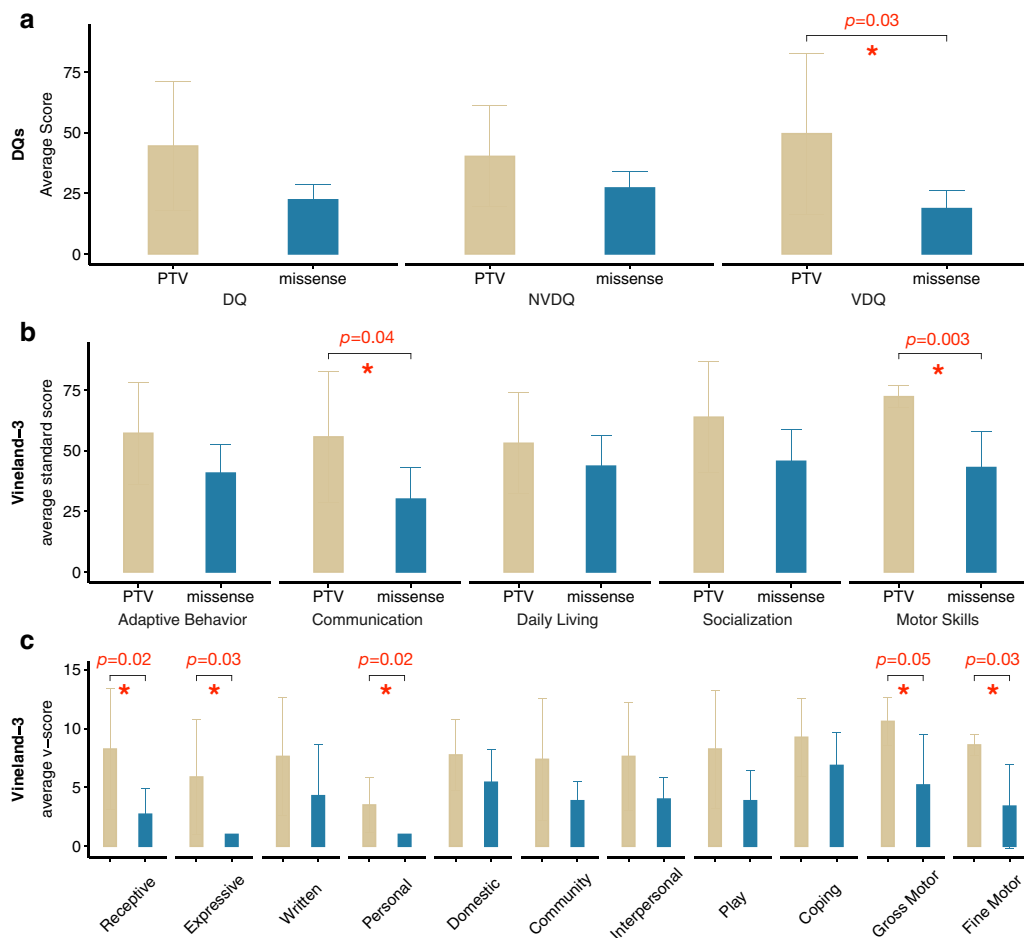 a
p=0.03
*
DQs
Average Score
75
50
25
0
PTV missense PTV missense PTV missense
DQ NVDQ VDQ
b
p=0.04 p=0.003
* *
Vineland–3
average standard score
75
50
25
0
PTV missense PTV missense PTV missense PTV missense PTV missense
Adaptive Behavior Communication Daily Living Socialization Motor Skills
c
p=0.02 p=0.03 p=0.02 p=0.05 p=0.03
* * * * *
Vineland–3
average v–score
15
10
5
0
Receptive Expressive Written Personal Domestic Community Interpersonal Play Coping Gross Motor Fine Motor